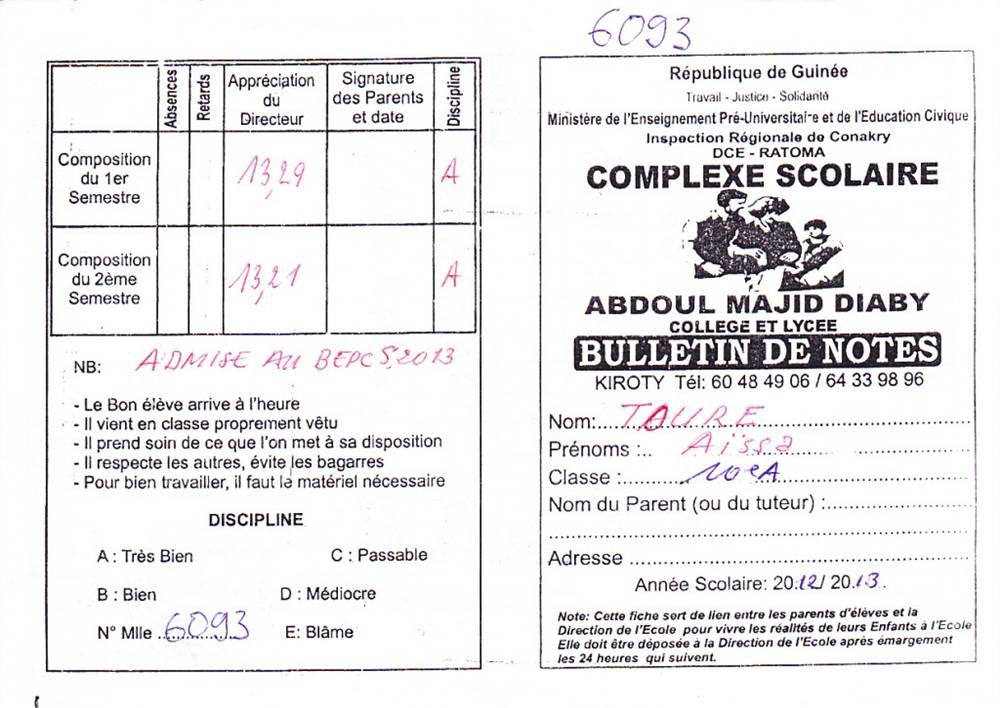 6093
Absences
Retards
Appréciation du Directeur
Signature des Parents et date
Discipline
Composition du 1er Semestre
13,29
A
Composition du 2ème Semestre
13,21
A
NB: ADMISE AU BEPC S,2013
- Le Bon élève arrive à l'heure
- Il vient en classe proprement vêtu
- Il prend soin de ce que l'on met à sa disposition
- Il respecte les autres, évite les bagarres
- Pour bien travailler, il faut le matériel nécessaire
DISCIPLINE
A : Très Bien C : Passable
B : Bien D : Médiocre
N° Mlle 6093 E: Blâme
République de Guinée
Travail - Justice - Solidarité
Ministère de l'Enseignement Pré-Universitaire et de l'Education Civique
Inspection Régionale de Conakry
DCE - RATOMA
COMPLEXE SCOLAIRE
ABDOUL MAJID DIABY
COLLEGE ET LYCEE
BULLETIN DE NOTES
KIROTY Tél: 60 48 49 06 / 64 33 98 96
Nom: TOURE
Prénoms : Aïssa
Classe : 10eA
Nom du Parent (ou du tuteur) :
Adresse
Année Scolaire: 2012/ 2013.
Note: Cette fiche sert de lien entre les parents d'élèves et la
Direction de l'Ecole pour vivre les réalités de leurs Enfants à l'Ecole
Elle doit être déposée à la Direction de l'Ecole après émargement
les 24 heures qui suivent.